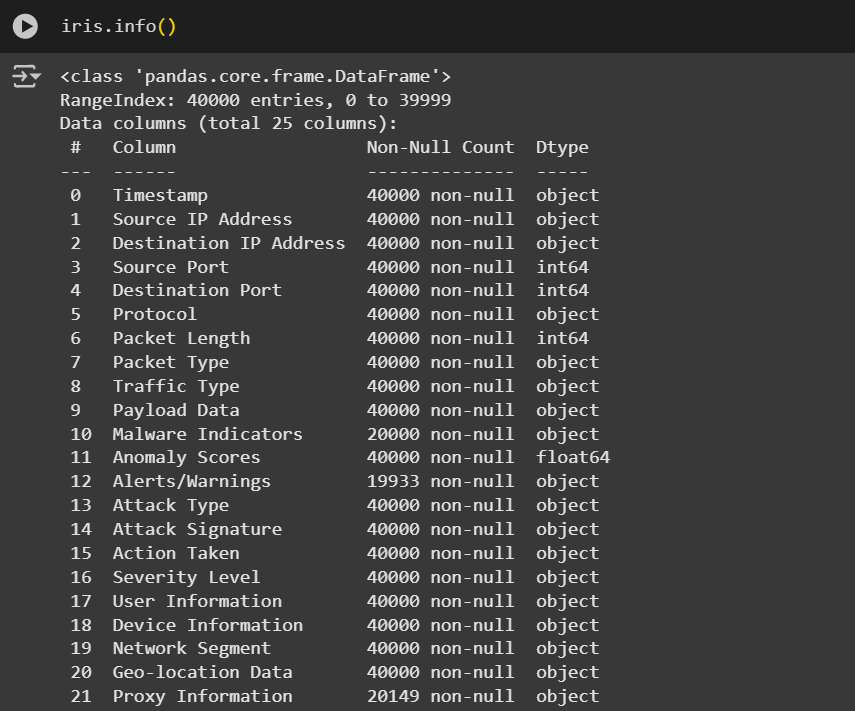 iris.info()
<class 'pandas.core.frame.DataFrame'>
RangeIndex: 40000 entries, 0 to 39999
Data columns (total 25 columns):
 #   Column                  Non-Null Count  Dtype
---  ------                  --------------  -----
 0   Timestamp               40000 non-null  object
 1   Source IP Address       40000 non-null  object
 2   Destination IP Address  40000 non-null  object
 3   Source Port             40000 non-null  int64
 4   Destination Port        40000 non-null  int64
 5   Protocol                40000 non-null  object
 6   Packet Length           40000 non-null  int64
 7   Packet Type             40000 non-null  object
 8   Traffic Type            40000 non-null  object
 9   Payload Data            40000 non-null  object
 10  Malware Indicators      20000 non-null  object
 11  Anomaly Scores          40000 non-null  float64
 12  Alerts/Warnings         19933 non-null  object
 13  Attack Type             40000 non-null  object
 14  Attack Signature        40000 non-null  object
 15  Action Taken            40000 non-null  object
 16  Severity Level          40000 non-null  object
 17  User Information        40000 non-null  object
 18  Device Information      40000 non-null  object
 19  Network Segment         40000 non-null  object
 20  Geo-location Data       40000 non-null  object
 21  Proxy Information       20149 non-null  object